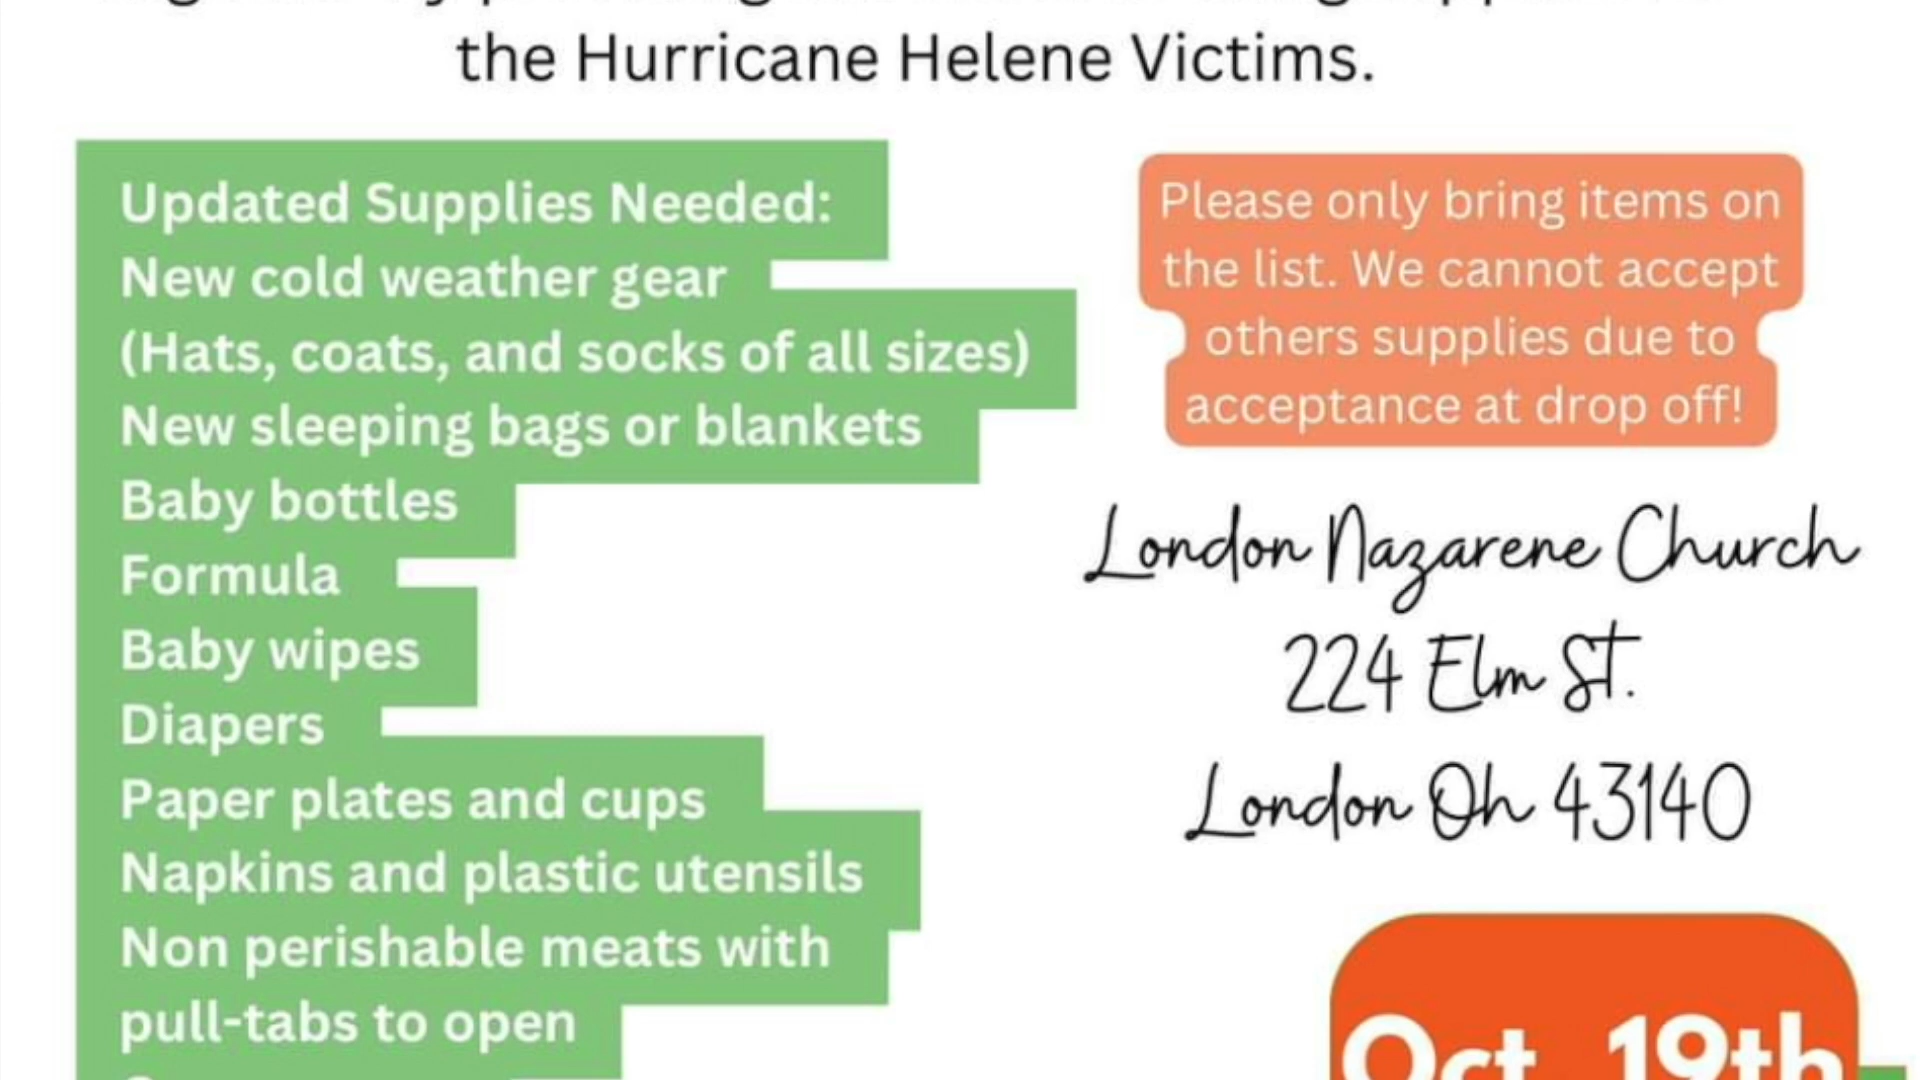 the Hurricane Helene Victims.
Updated Supplies Needed:
New cold weather gear
(Hats, coats, and socks of all sizes)
New sleeping bags or blankets
Baby bottles
Formula
Baby wipes
Diapers
Paper plates and cups
Napkins and plastic utensils
Non perishable meats with
pull-tabs to open
Please only bring items on
the list. We cannot accept
others supplies due to
acceptance at drop off!
London Nazarene Church
224 Elm St.
London Oh 43140
Oct. 19th